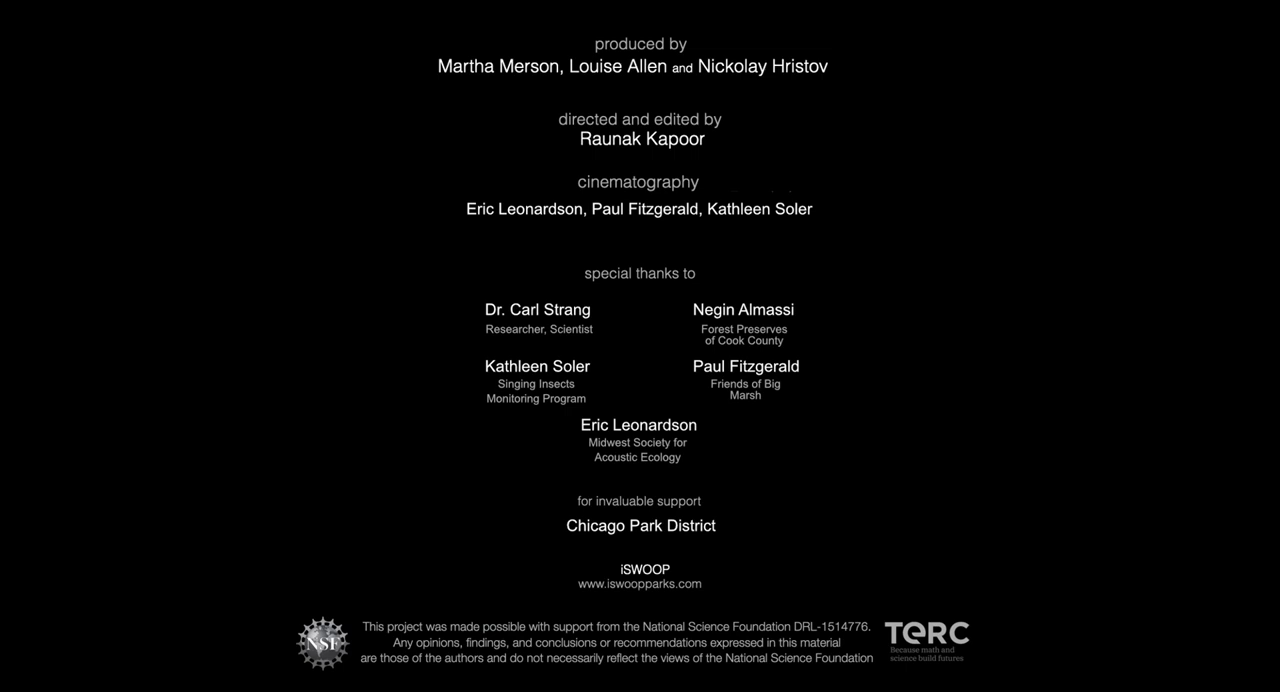 produced by
Martha Merson, Louise Allen and Nickolay Hristov
directed and edited by
Raunak Kapoor
cinematography
Eric Leonardson, Paul Fitzgerald, Kathleen Soler
special thanks to
Dr. Carl Strang
Researcher, Scientist
Negin Almassi
Forest Preserves
of Cook County
Kathleen Soler
Singing Insects
Monitoring Program
Paul Fitzgerald
Friends of Big
Marsh
Eric Leonardson
Midwest Society for
Acoustic Ecology
for invaluable support
Chicago Park District
iSWOOP
www.iswoopparks.com
NSF
This project was made possible with support from the National Science Foundation DRL-1514776.
Any opinions, findings, and conclusions or recommendations expressed in this material
are those of the authors and do not necessarily reflect the views of the National Science Foundation
TERC
Because math and
science build futures